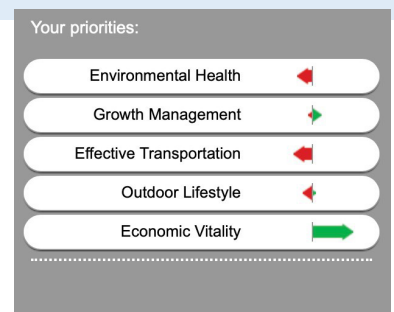 Your priorities:
Environmental Health
Growth Management
Effective Transportation
Outdoor Lifestyle
Economic Vitality